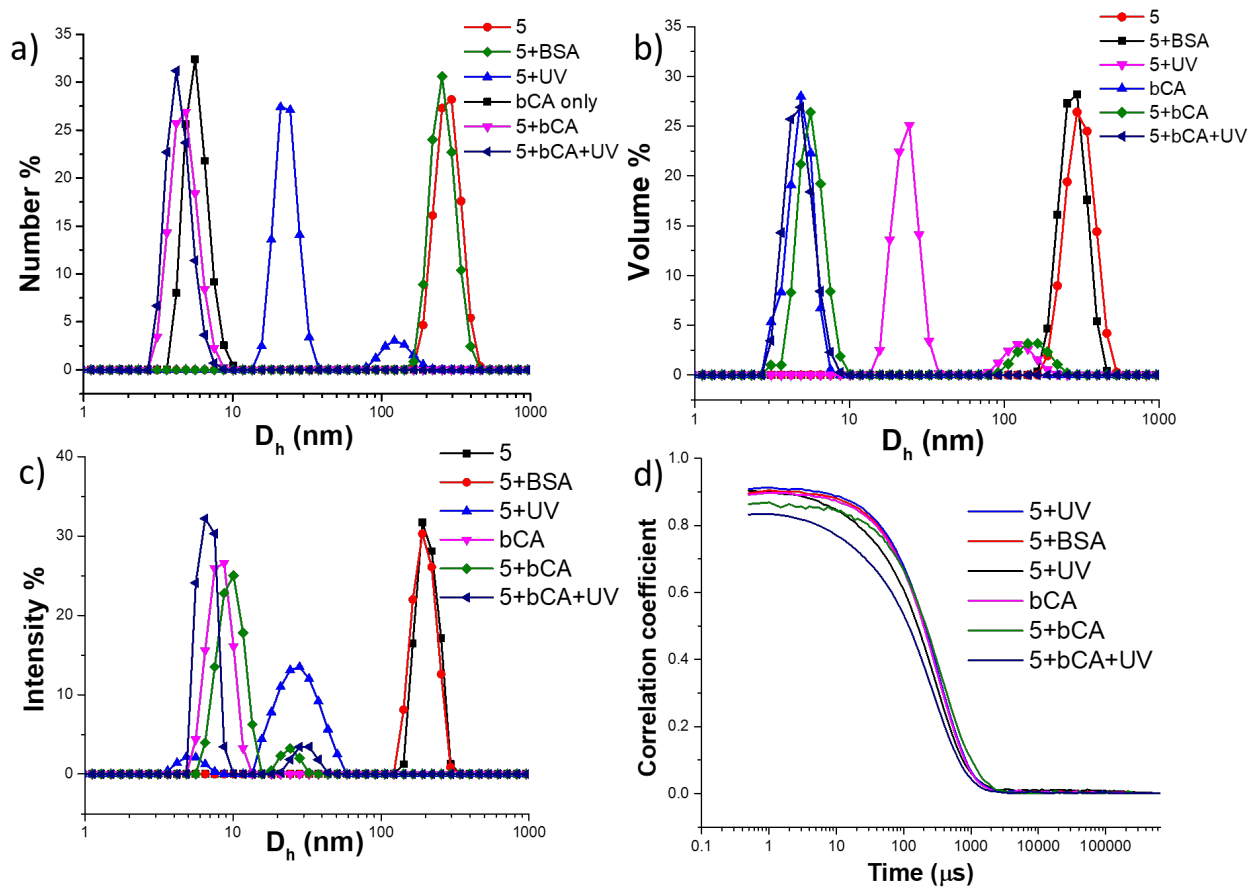 a)
35
30
25
20
15
10
5
0
Number %
1
10
100
1000
D_h (nm)
5
5+BSA
5+UV
bCA only
5+bCA
5+bCA+UV
b)
35
30
25
20
15
10
5
0
Volume %
1
10
100
1000
D_h (nm)
5
5+BSA
5+UV
bCA
5+bCA
5+bCA+UV
c)
40
30
20
10
0
Intensity %
1
10
100
1000
D_h (nm)
5
5+BSA
5+UV
bCA
5+bCA
5+bCA+UV
d)
1.0
0.8
0.6
0.4
0.2
0.0
Correlation coefficient
0.1
1
10
100
1000
10000
100000
Time (μs)
5+UV
5+BSA
5+UV
bCA
5+bCA
5+bCA+UV